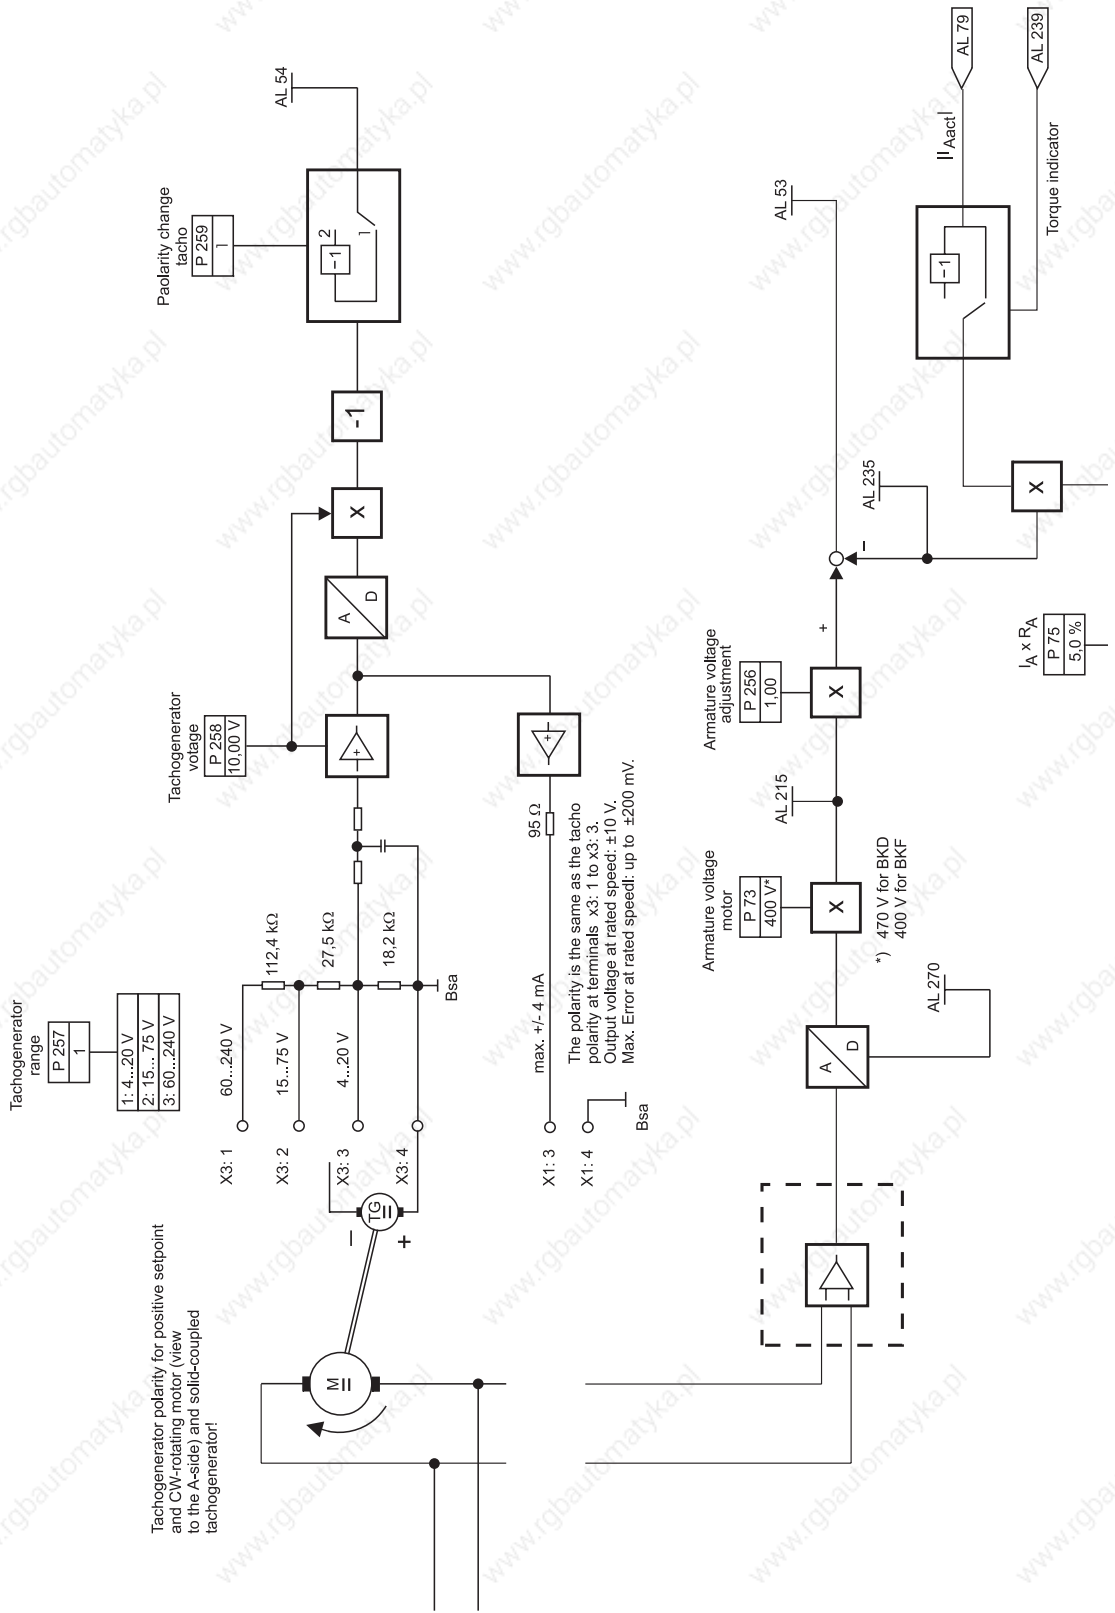 Tachogenerator polarity for positive setpoint
and CW-rotating motor (view
to the A-side) and solid-coupled
tachogenerator!
Tachogenerator
range
P 257
1
1: 4...20 V
2: 15... 75 V
3: 60...240 V
Tachogenerator
votage
P 258
10,00 V
Paolarity change
tacho
P 259
1
M
TG
–
+
X3: 1
X3: 2
X3: 3
X3: 4
60...240 V
15...75 V
4...20 V
112,4 kΩ
27,5 kΩ
18,2 kΩ
Bsa
+
A
D
X
-1
−1
2
1
AL 54
X1: 3
X1: 4
Bsa
max. +/- 4 mA
95 Ω
+
The polarity is the same as the tacho
polarity at terminals x3: 1 to x3: 3.
Output voltage at rated speed: ±10 V.
Max. Error at rated speedl: up to ±200 mV.
A
D
AL 270
Armature voltage
motor
P 73
400 V*
X
*) 470 V for BKD
400 V for BKF
AL 215
Armature voltage
adjustment
P 256
1,00
X
+
–
AL 53
AL 235
IA x RA
P 75
5,0 %
X
−1
|IAact|
AL 79
Torque indicator
AL 239
www.rgbautomatyka.pl